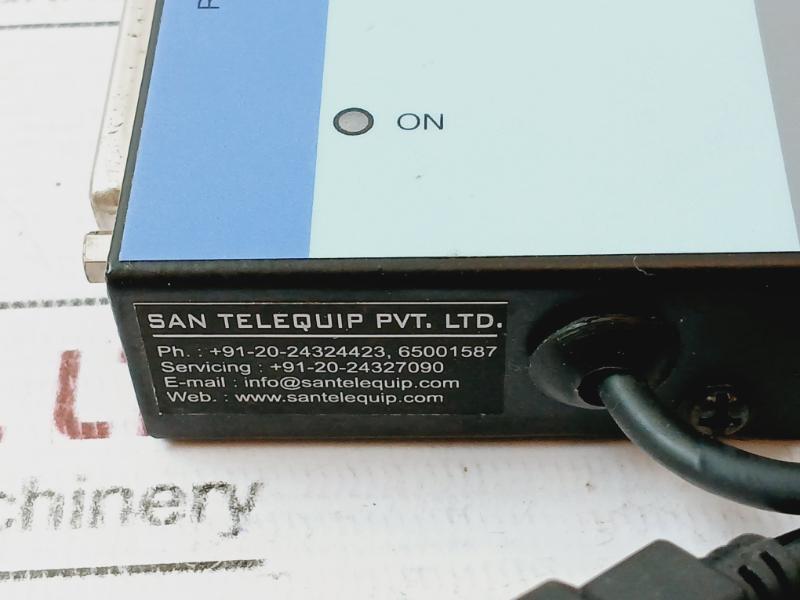 ON
SAN TELEQUIP PVT. LTD.
Ph. : +91-20-24324423, 65001587
Servicing : +91-20-24327090
E-mail : info@santelequip.com
Web. : www.santelequip.com